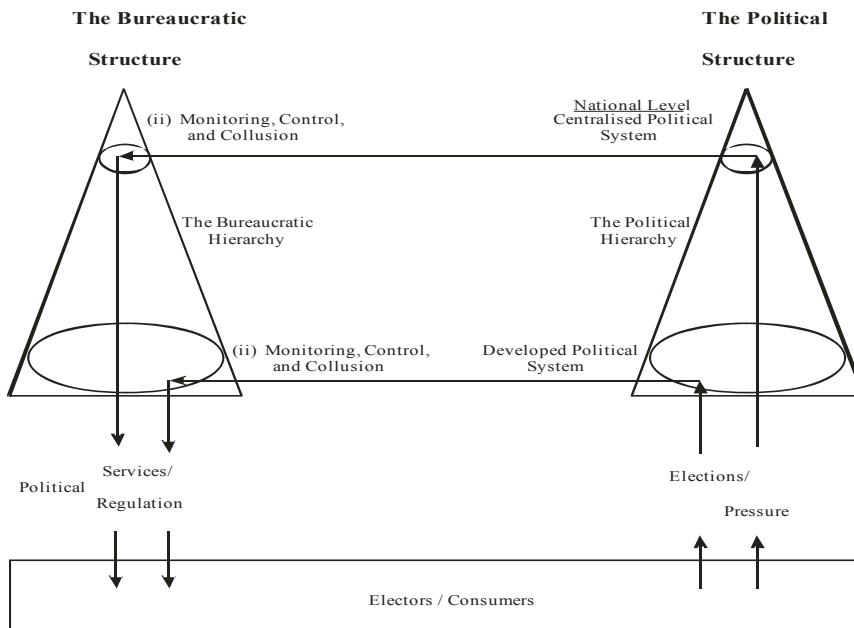 The Bureaucratic
Structure
The Political
Structure
(ii) Monitoring, Control,
and Collusion
National Level
Centralised Political
System
The Bureaucratic
Hierarchy
The Political
Hierarchy
(ii) Monitoring, Control,
and Collusion
Developed Political
System
Political
Services/
Regulation
Elections/
Pressure
Electors / Consumers